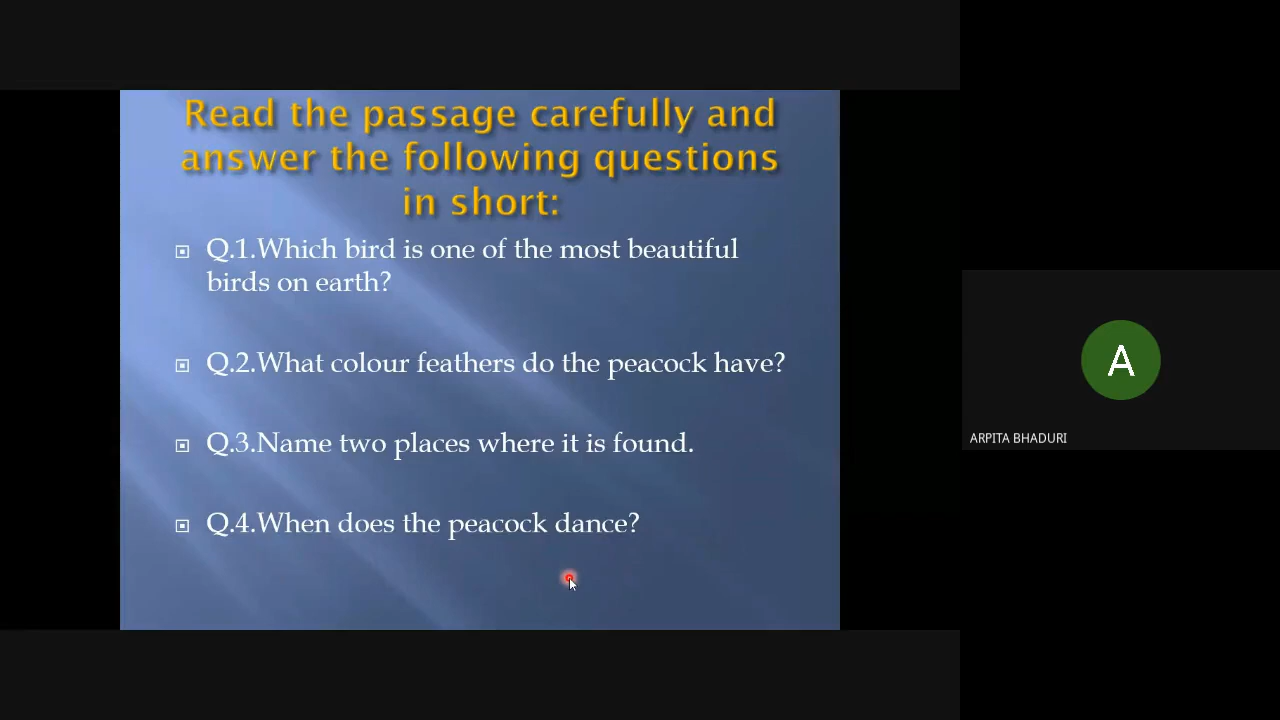 Read the passage carefully and
answer the following questions
in short:
Q.1.Which bird is one of the most beautiful
birds on earth?
Q.2.What colour feathers do the peacock have?
Q.3.Name two places where it is found.
Q.4.When does the peacock dance?
A
ARPITA BHADURI